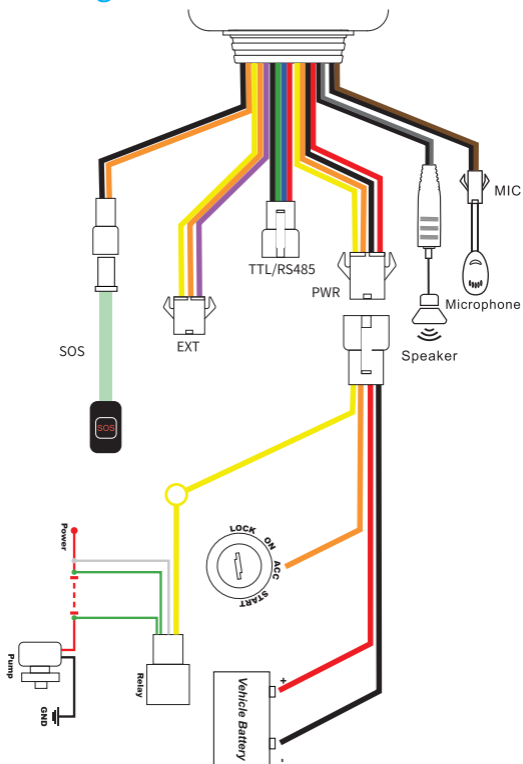 g
MIC
TTL/RS485
PWR
Microphone
EXT
SOS
Speaker
SOS
LOCK
ON
ACC
START
Power
Pump
GND
Relay
+
Vehicle Battery
-